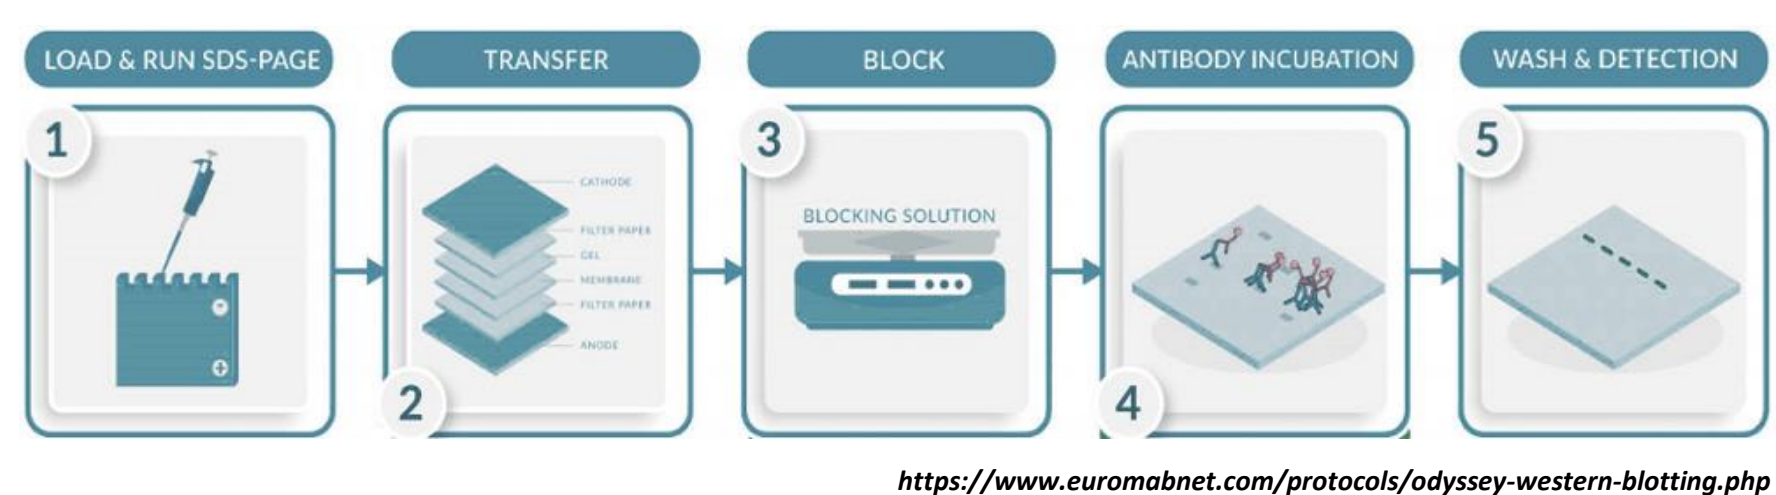 LOAD & RUN SDS-PAGE
TRANSFER
BLOCK
ANTIBODY INCUBATION
WASH & DETECTION
1
-
+
2
CATHODE
FILTER PAPER
GEL
MEMBRANE
FILTER PAPER
ANODE
3
BLOCKING SOLUTION
4
5
https://www.euromabnet.com/protocols/odyssey-western-blotting.php